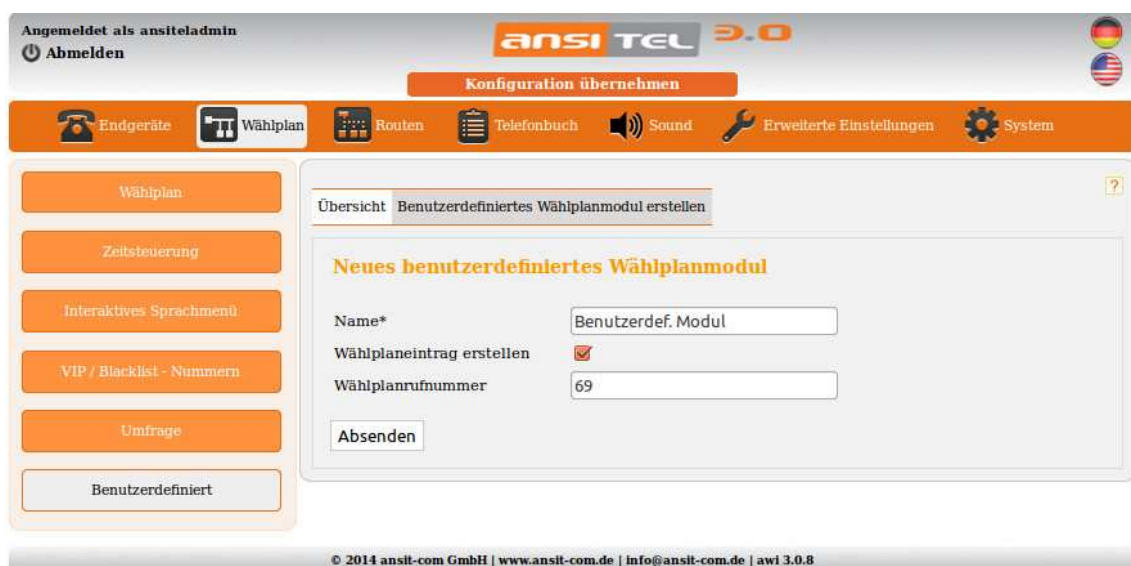 Angemeldet als ansiteladmin
Abmelden
ansi TEL 3.0
Konfiguration übernehmen
Endgeräte Wählplan Routen Telefonbuch Sound Erweiterte Einstellungen System
Wählplan
Zeitsteuerung
Interaktives Sprachmenü
VIP / Blacklist - Nummern
Umfrage
Benutzerdefiniert
?
Übersicht Benutzerdefiniertes Wählplanmodul erstellen
Neues benutzerdefiniertes Wählplanmodul
Name* Benutzerdef. Modul
Wählplaneintrag erstellen
Wählplanrufnummer 69
Absenden
© 2014 ansit-com GmbH | www.ansit-com.de | info@ansit-com.de | awi 3.0.8